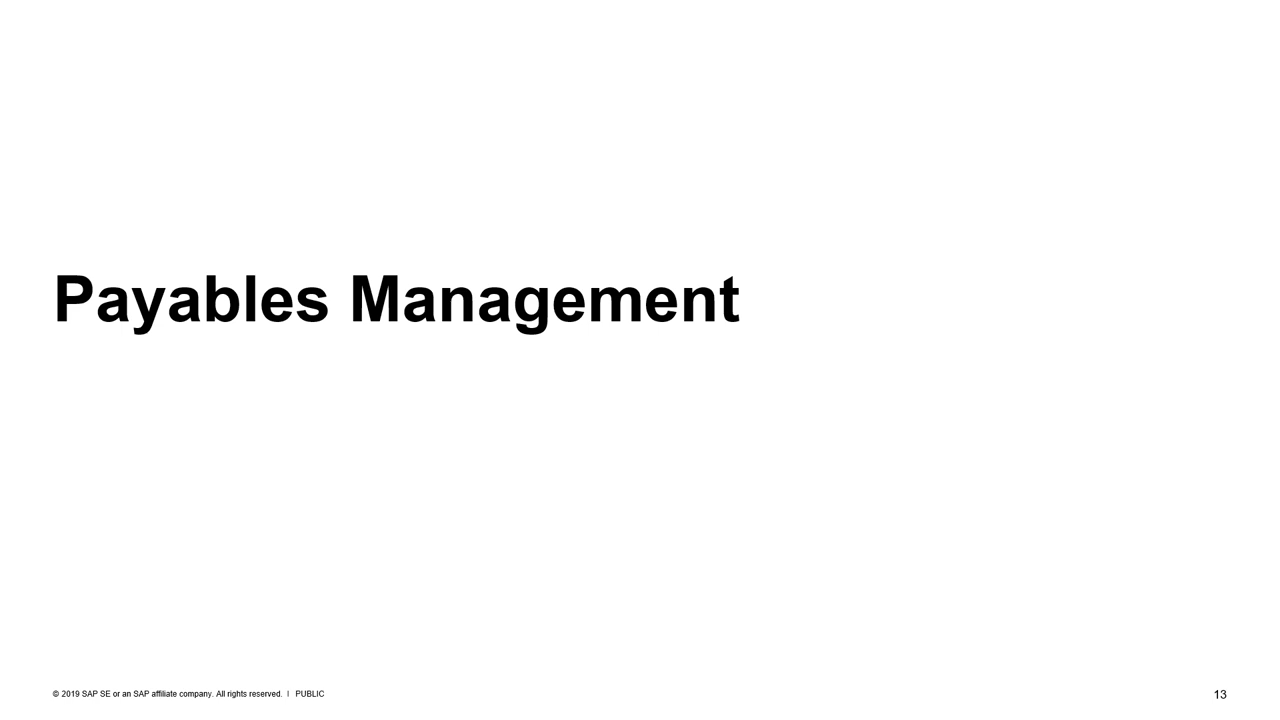 Payables Management
© 2019 SAP SE or an SAP affiliate company. All rights reserved. ǀ PUBLIC
13